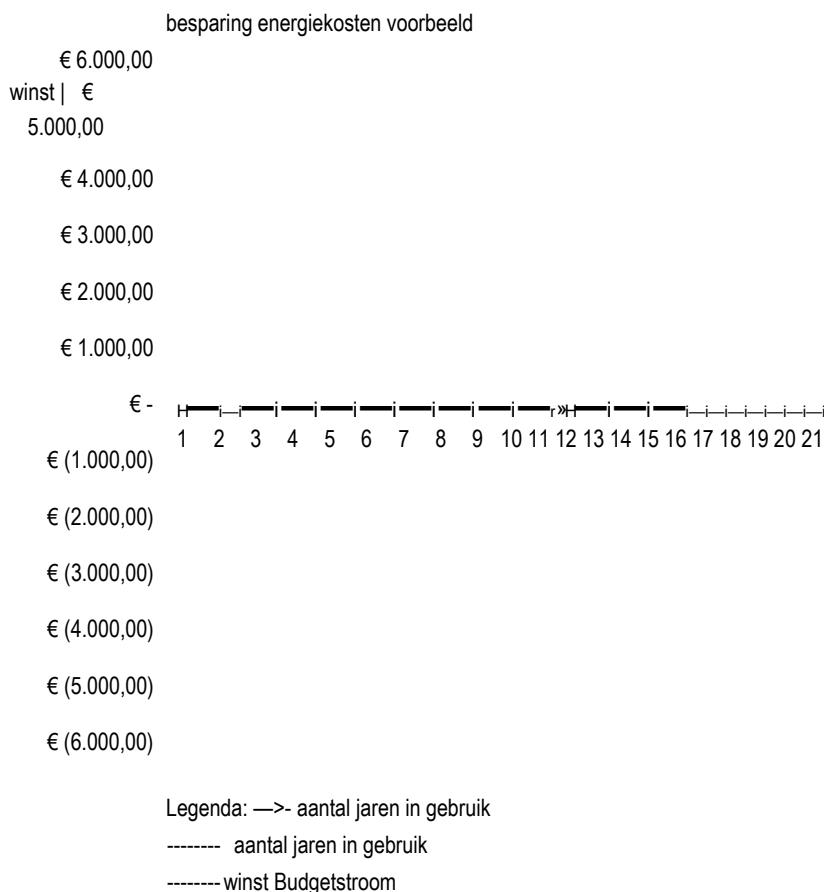 besparing energiekosten voorbeeld
€ 6.000,00
winst | €
5.000,00
€ 4.000,00
€ 3.000,00
€ 2.000,00
€ 1.000,00
€ -
1 2 3 4 5 6 7 8 9 10 11 12 13 14 15 16 17 18 19 20 21
€ (1.000,00)
€ (2.000,00)
€ (3.000,00)
€ (4.000,00)
€ (5.000,00)
€ (6.000,00)
Legenda: —>- aantal jaren in gebruik
-------- aantal jaren in gebruik
-------- winst Budgetstroom